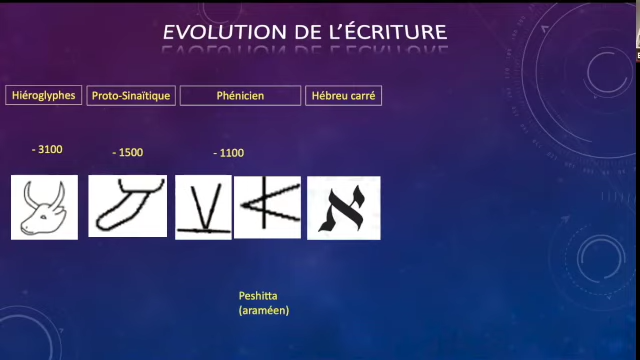 EVOLUTION DE L'ÉCRITURE
Hiéroglyphes Proto-Sinaïtique Phénicien Hébreu carré
- 3100 - 1500 - 1100
א
Peshitta
(araméen)